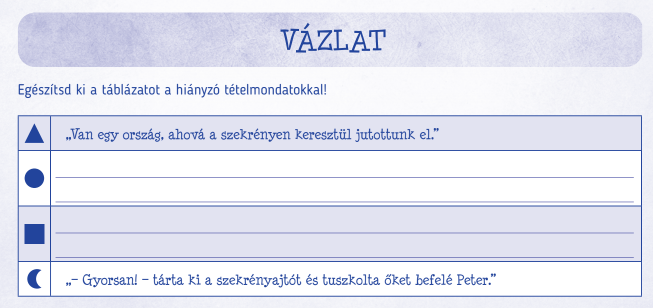 VÁZLAT
Egészítsd ki a táblázatot a hiányzó tételmondatokkal!
„Van egy ország, ahová a szekrényen keresztül jutottunk el.”
„– Gyorsan! – tárta ki a szekrényajtót és tuszkolta őket befelé Peter.”